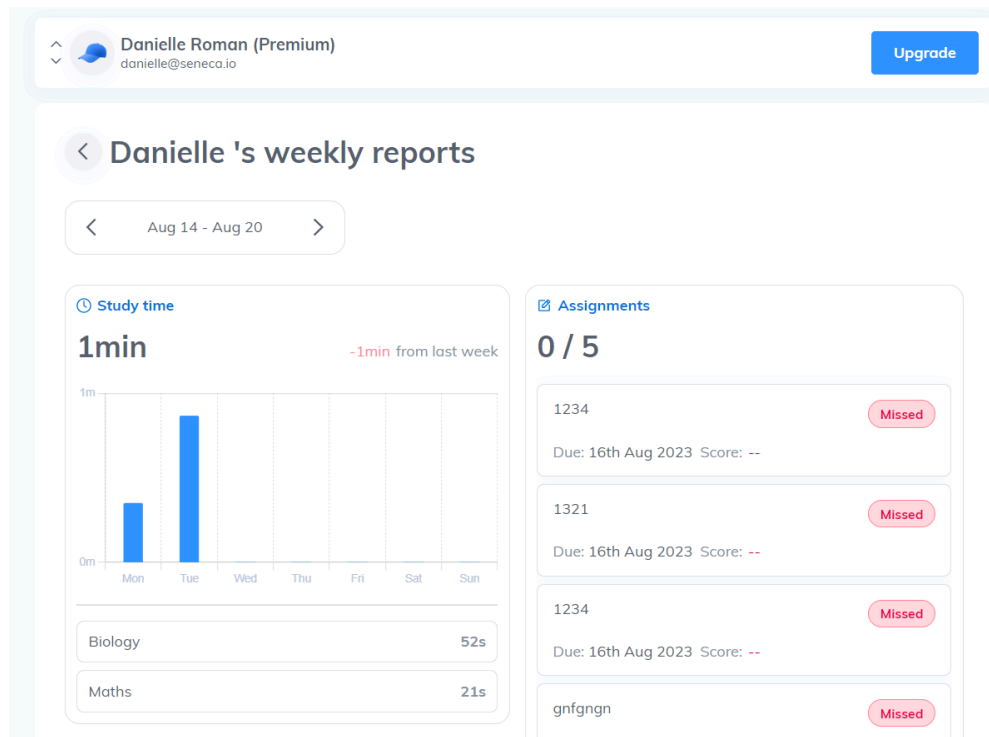 Danielle Roman (Premium)
danielle@seneca.io
Upgrade
Danielle 's weekly reports
Aug 14 - Aug 20
Study time
1min
-1min from last week
1m
0m
Mon Tue Wed Thu Fri Sat Sun
Biology 52s
Maths 21s
Assignments
0 / 5
1234
Missed
Due: 16th Aug 2023 Score: --
1321
Missed
Due: 16th Aug 2023 Score: --
1234
Missed
Due: 16th Aug 2023 Score: --
gnfgngn
Missed